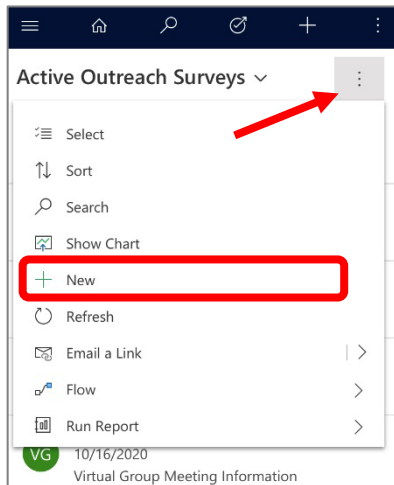 Active Outreach Surveys
Select
Sort
Search
Show Chart
New
Refresh
Email a Link
Flow
Run Report
VG 10/16/2020
Virtual Group Meeting Information